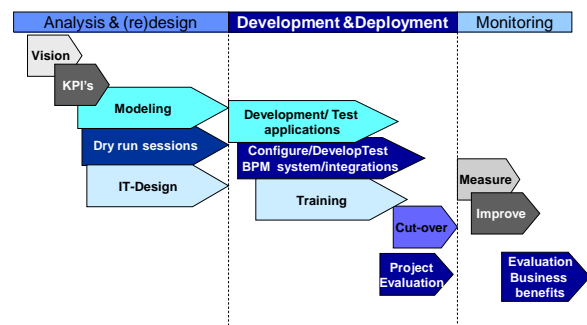 Analysis & (re)design
Development &Deployment
Monitoring
Vision
KPI's
Modeling
Development/ Test
applications
Dry run sessions
Configure/DevelopTest
BPM system/integrations
IT-Design
Training
Measure
Improve
Cut-over
Project
Evaluation
Evaluation
Business
benefits